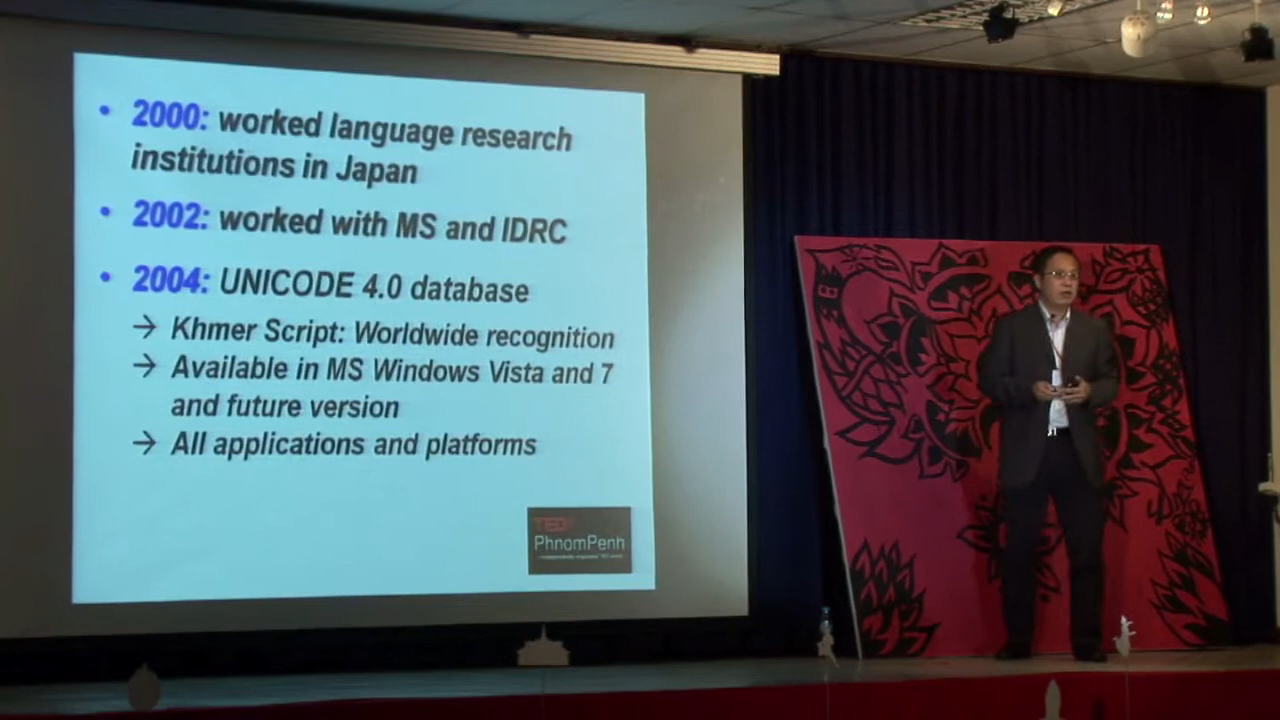 • 2000: worked language research
institutions in Japan
• 2002: worked with MS and IDRC
• 2004: UNICODE 4.0 database
→ Khmer Script: Worldwide recognition
→ Available in MS Windows Vista and 7
and future version
→ All applications and platforms
TEDx
PhnomPenh